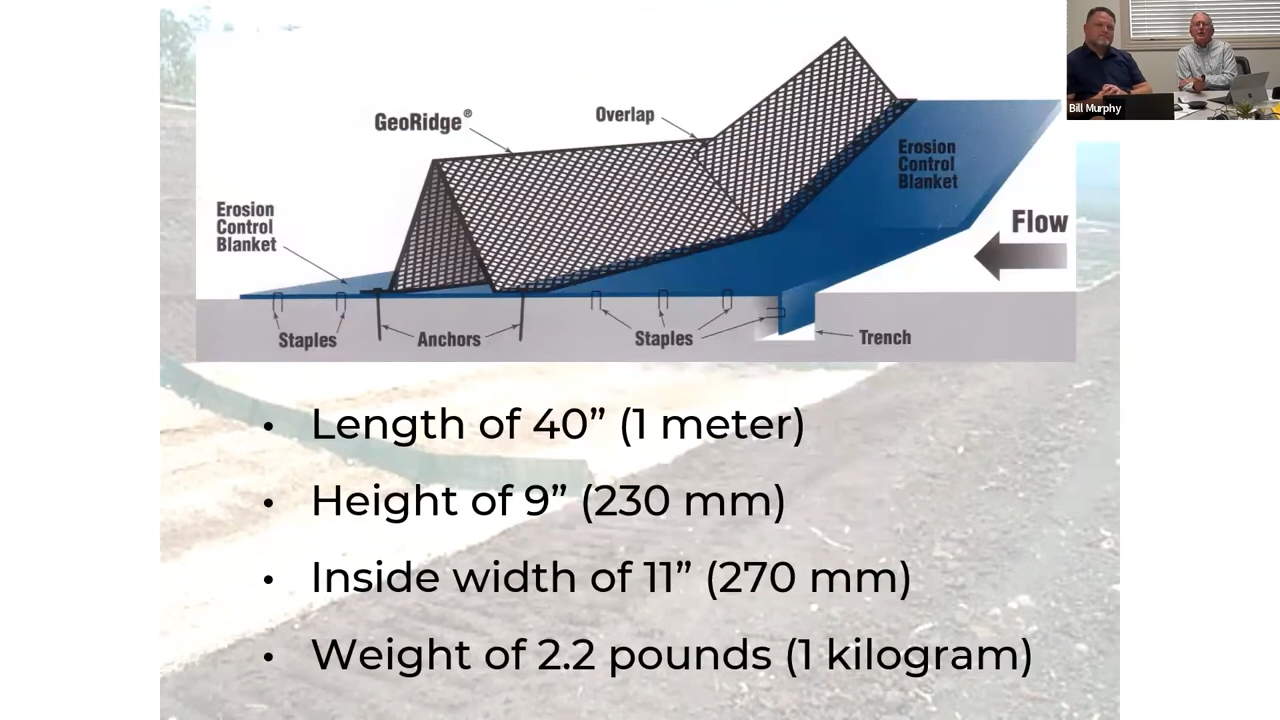 Bill Murphy
GeoRidge®
Overlap
Erosion
Control
Blanket
Erosion
Control
Blanket
Flow
Staples
Anchors
Staples
Trench
• Length of 40” (1 meter)
• Height of 9” (230 mm)
• Inside width of 11” (270 mm)
• Weight of 2.2 pounds (1 kilogram)